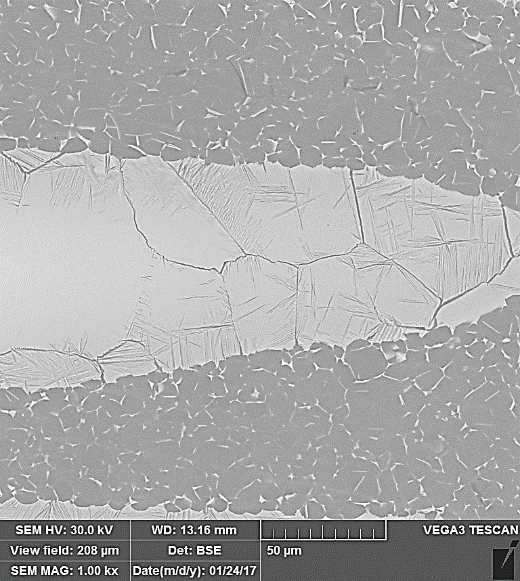 SEM HV: 30.0 kV WD: 13.16 mm VEGA3 TESCAN
View field: 208 µm Det: BSE 50 µm
SEM MAG: 1.00 kx Date(m/d/y): 01/24/17